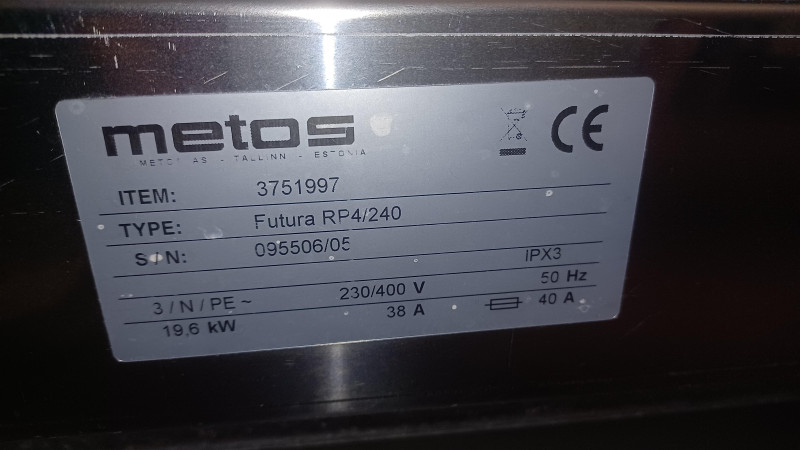 metos
METOS AS - TALLINN - ESTONIA
CE
ITEM: 3751997
TYPE: Futura RP4/240
S/N: 095506/05
IPX3
3 / N / PE ~ 230/400 V 50 Hz
19,6 kW 38 A 40 A